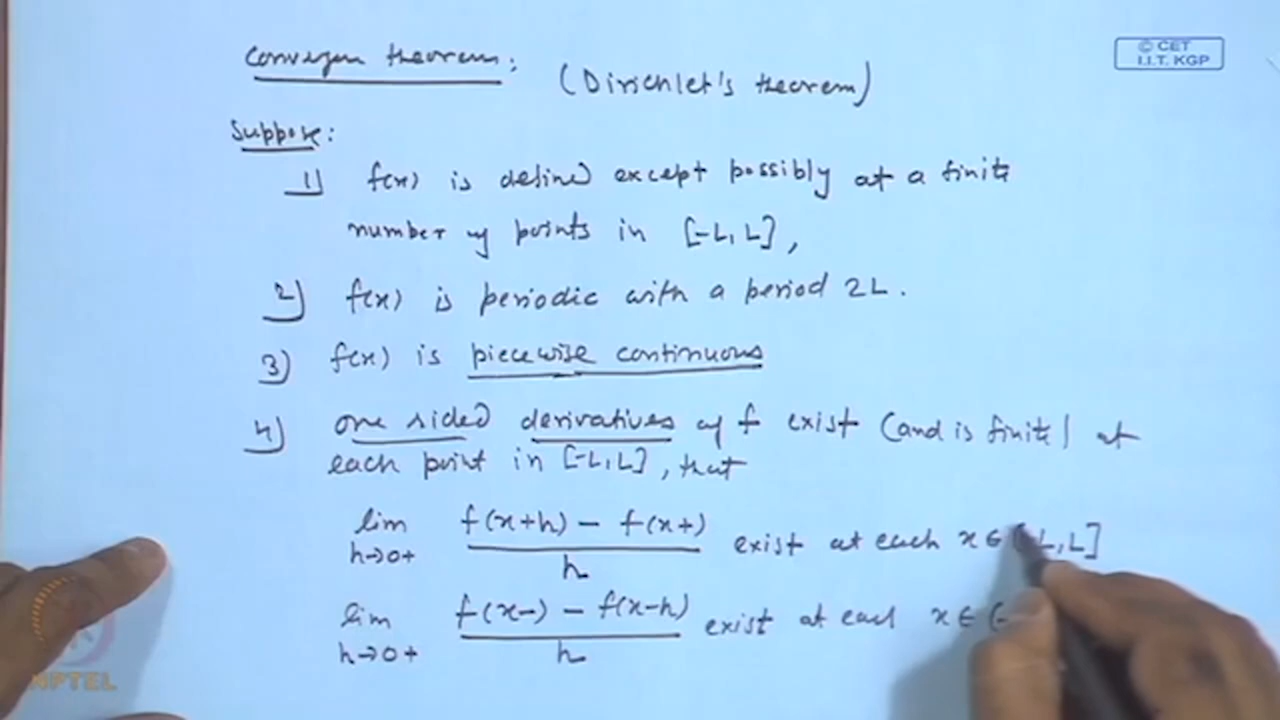 Convergen theorem: (Dirichlet's theorem)
© CET
I.I.T. KGP
Suppose:
1) f(x) is defined except possibly at a finite
number of points in [-L, L],
2) f(x) is periodic with a period 2L.
3) f(x) is piecewise continuous
4) one sided derivatives of f exist (and is finite) at
each point in [-L, L], that
lim h→0+ f(x+h) - f(x+) / h exist at each x ∈ [-L, L]
lim h→0+ f(x-) - f(x-h) / h exist at each x ∈ [-
NPTEL